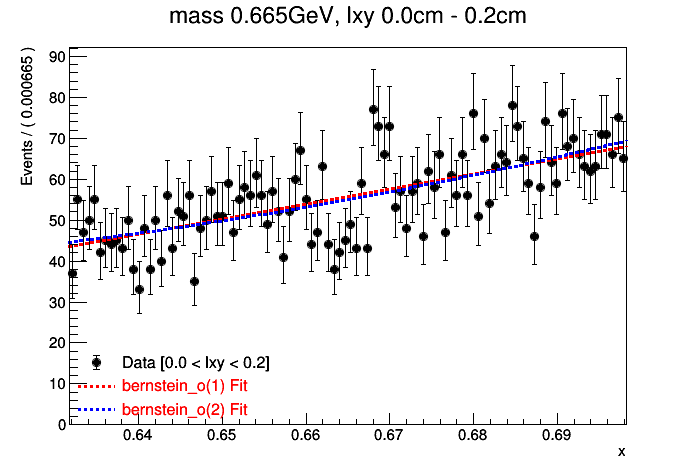 mass 0.665GeV, lxy 0.0cm - 0.2cm
Events / ( 0.000665 )
90
80
70
60
50
40
30
20
10
0
Data [0.0 < lxy < 0.2]
bernstein_o(1) Fit
bernstein_o(2) Fit
0.64 0.65 0.66 0.67 0.68 0.69
x